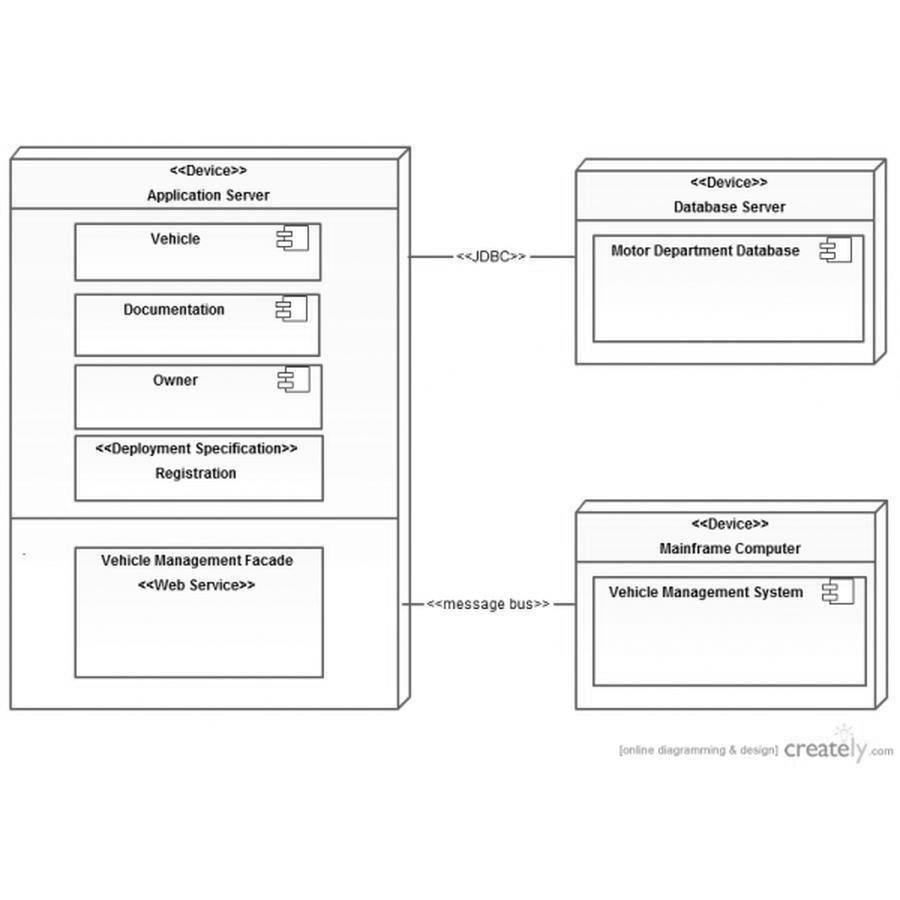 <<Device>>
Application Server
Vehicle
Documentation
Owner
<<Deployment Specification>>
Registration
Vehicle Management Facade
<<Web Service>>
<<JDBC>>
<<message bus>>
<<Device>>
Database Server
Motor Department Database
<<Device>>
Mainframe Computer
Vehicle Management System
[online diagramming & design] creately.com